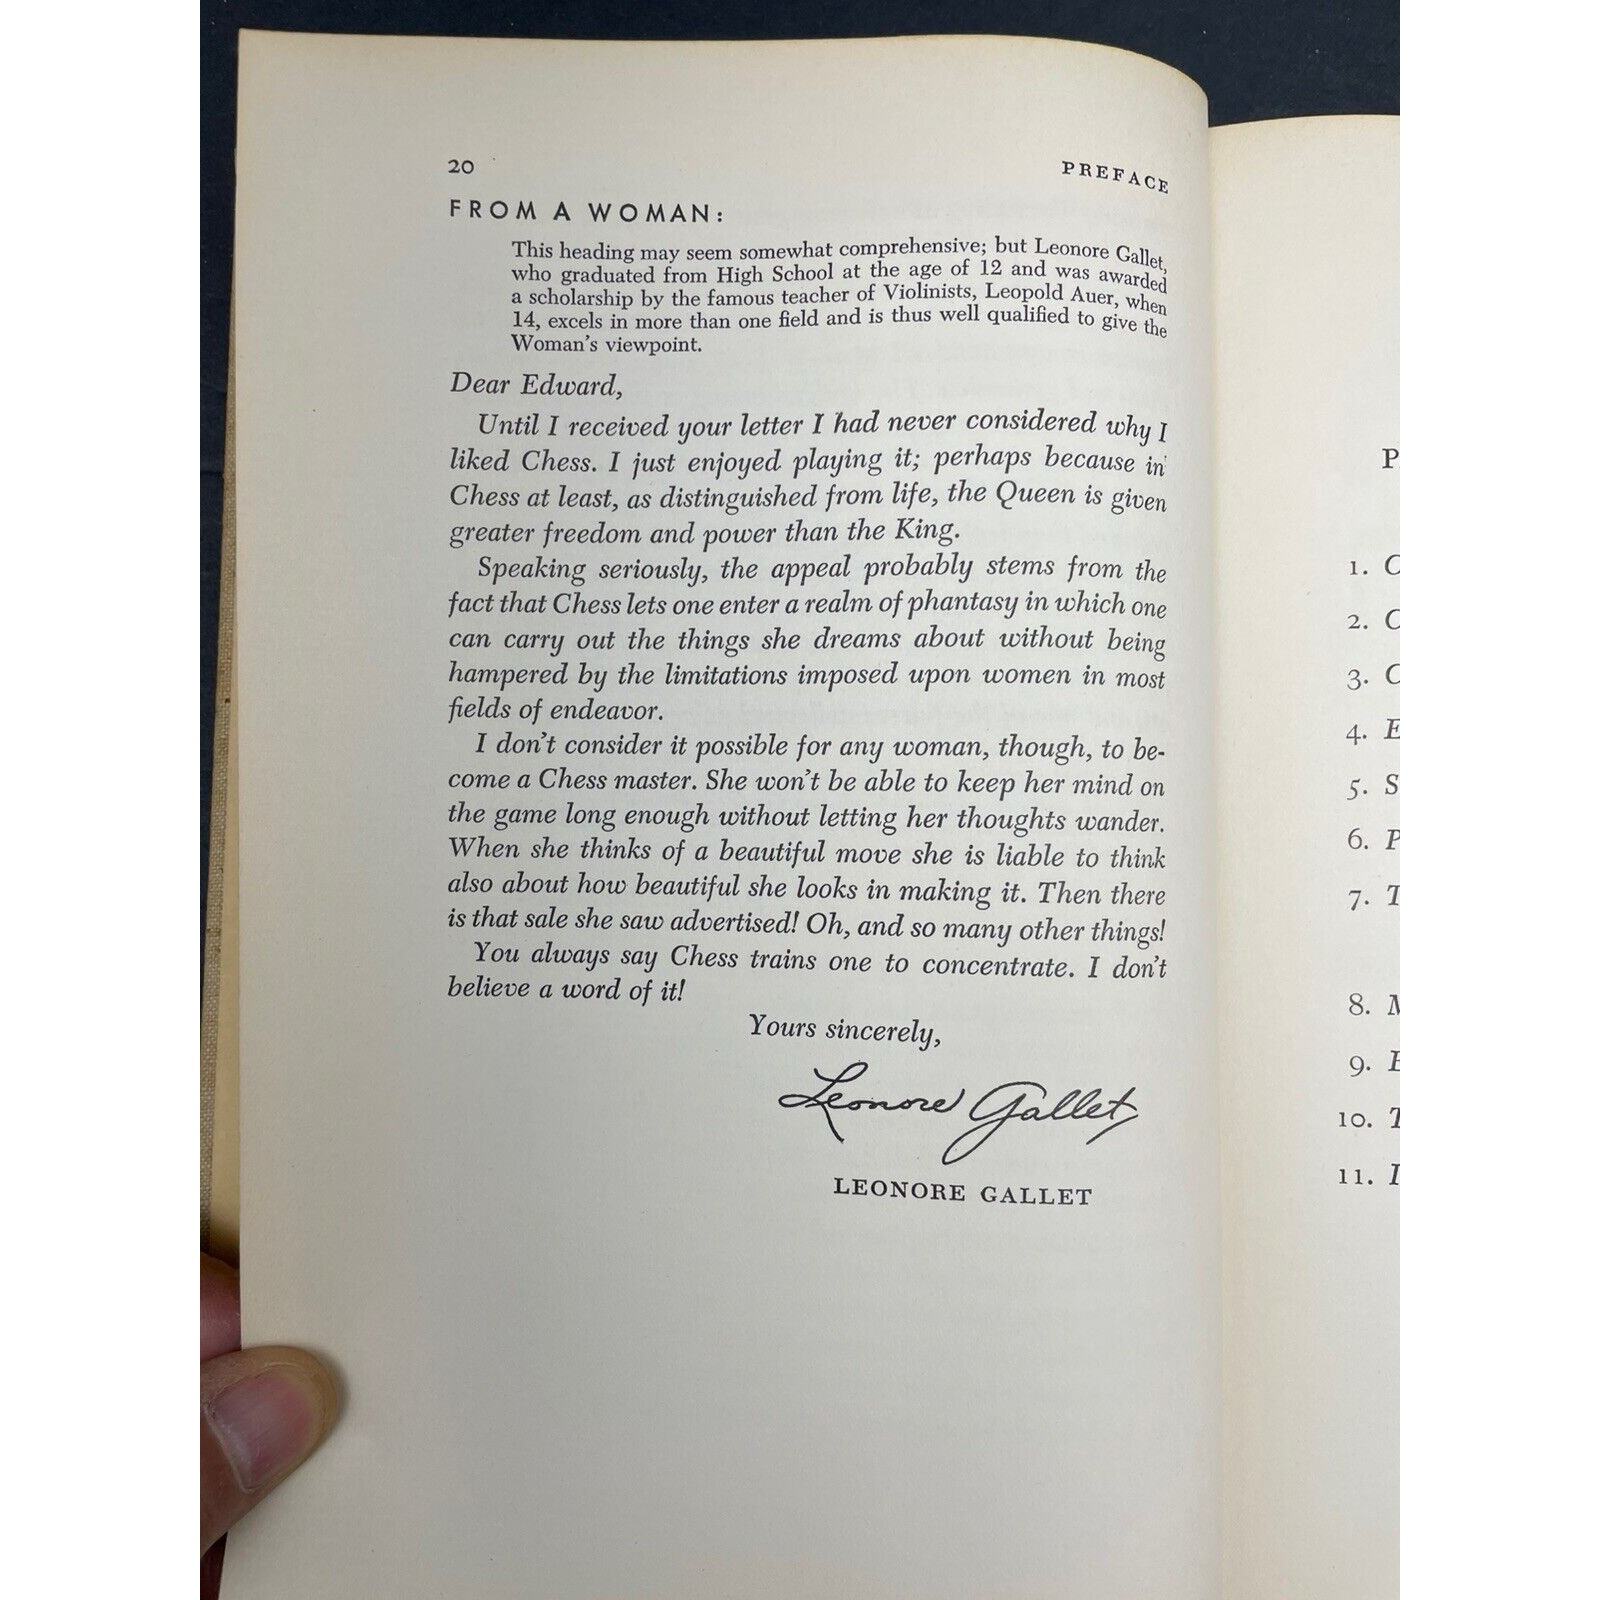 20
PREFACE
FROM A WOMAN:
This heading may seem somewhat comprehensive; but Leonore Gallet,
who graduated from High School at the age of 12 and was awarded
a scholarship by the famous teacher of Violinists, Leopold Auer, when
14, excels in more than one field and is thus well qualified to give the
Woman's viewpoint.
Dear Edward,
Until I received your letter I had never considered why I
liked Chess. I just enjoyed playing it; perhaps because in
Chess at least, as distinguished from life, the Queen is given
greater freedom and power than the King.
Speaking seriously, the appeal probably stems from the
fact that Chess lets one enter a realm of phantasy in which one
can carry out the things she dreams about without being
hampered by the limitations imposed upon women in most
fields of endeavor.
I don't consider it possible for any woman, though, to be-
come a Chess master. She won't be able to keep her mind on
the game long enough without letting her thoughts wander.
When she thinks of a beautiful move she is liable to think
also about how beautiful she looks in making it. Then there
is that sale she saw advertised! Oh, and so many other things!
You always say Chess trains one to concentrate. I don't
believe a word of it!
Yours sincerely,
Leonore Gallet
LEONORE GALLET
P
1. C
2. C
3. C
4. E
5. S
6. P
7. T
8.
9.
10. T
11. I